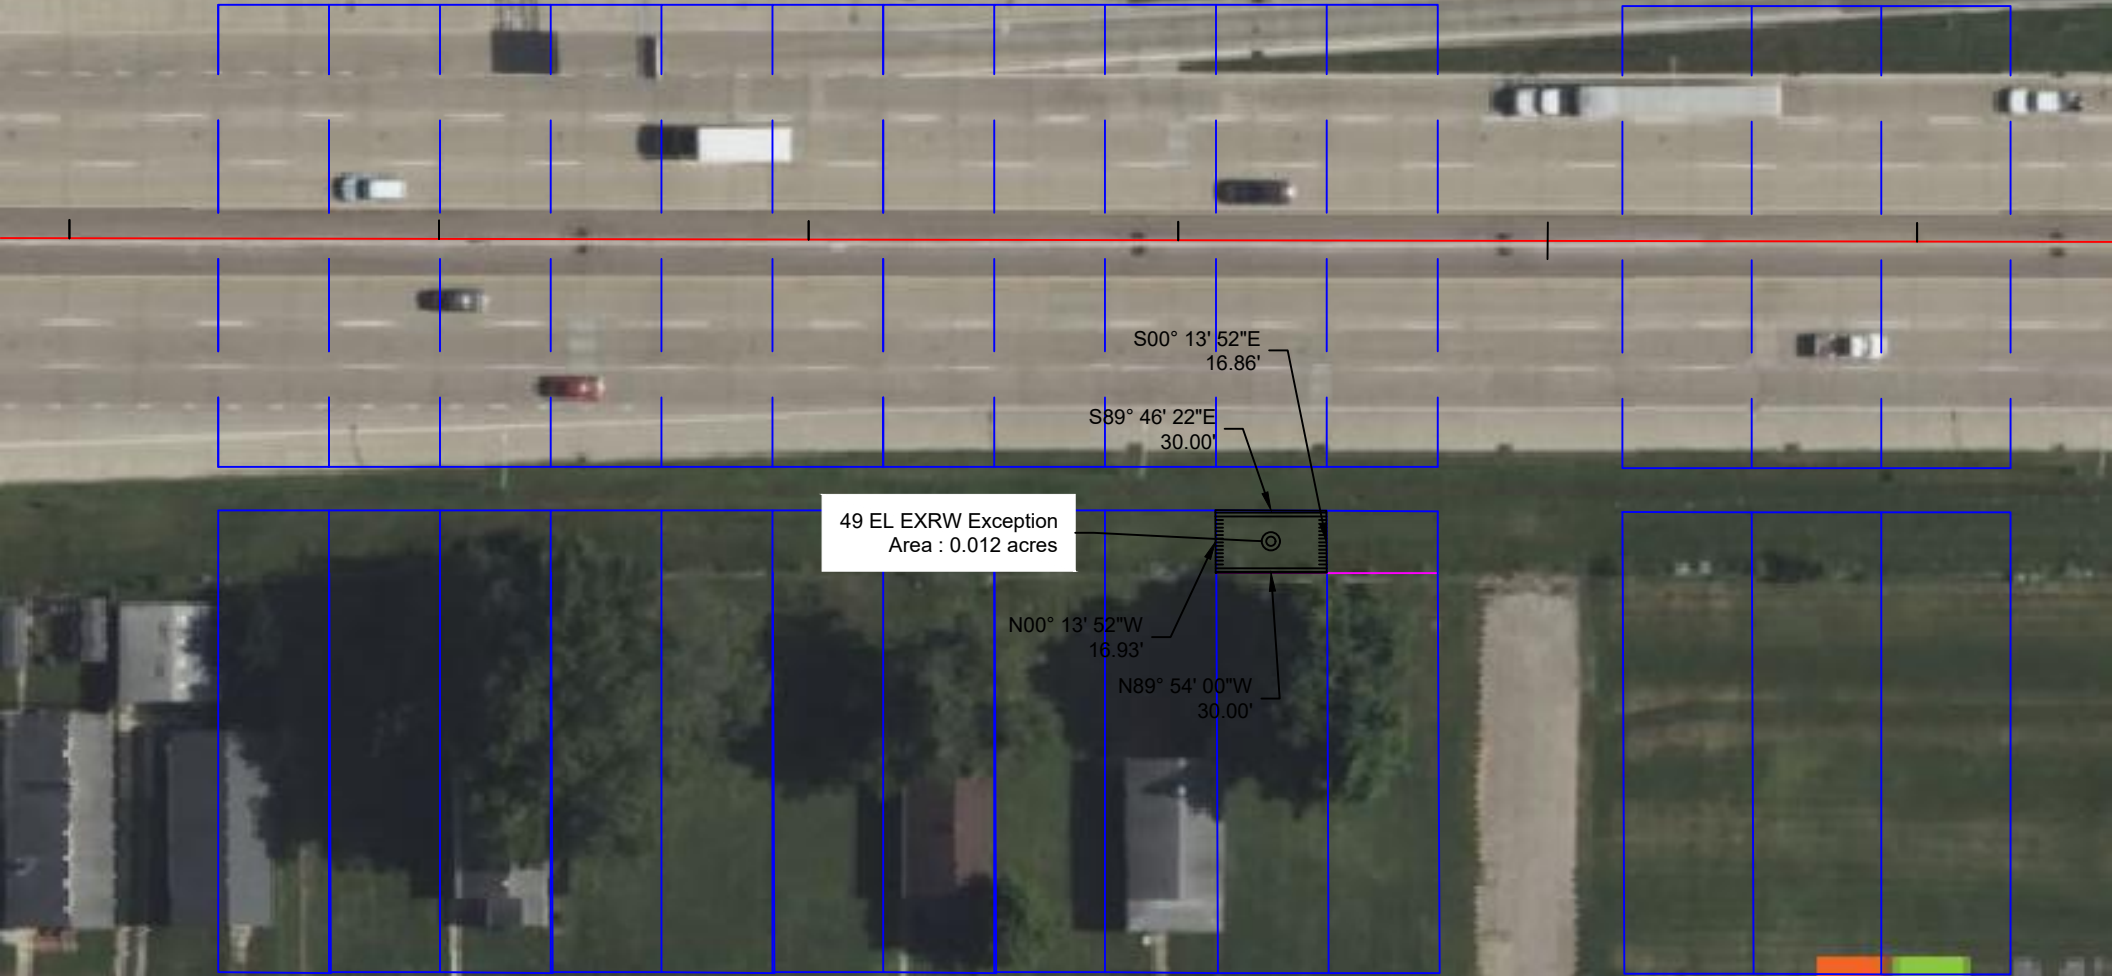 S00° 13' 52"E
16.86'
S89° 46' 22"E
30.00'
49 EL EXRW Exception
Area : 0.012 acres
N00° 13' 52"W
16.93'
N89° 54' 00"W
30.00'